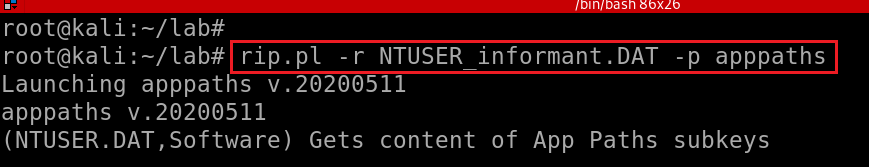 /bin/bash 86x26
root@kali:~/lab#
root@kali:~/lab# rip.pl -r NTUSER_informant.DAT -p apppaths
Launching apppaths v.20200511
apppaths v.20200511
(NTUSER.DAT,Software) Gets content of App Paths subkeys